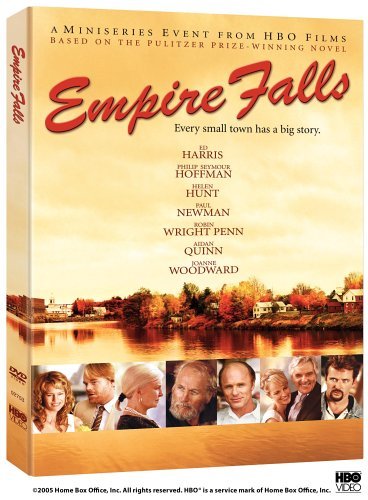 A MINISERIES EVENT FROM HBO FILMS
BASED ON THE PULITZER PRIZE-WINNING NOVEL
Empire Falls
Every small town has a big story.
ED
HARRIS
PHILIP SEYMOUR
HOFFMAN
HELEN
HUNT
PAUL
NEWMAN
ROBIN
WRIGHT PENN
AIDAN
QUINN
JOANNE
WOODWARD
Empire Falls
DVD
HBO
VIDEO
©2005 Home Box Office, Inc. All rights reserved. HBO® is a service mark of Home Box Office, Inc.
HBO
VIDEO